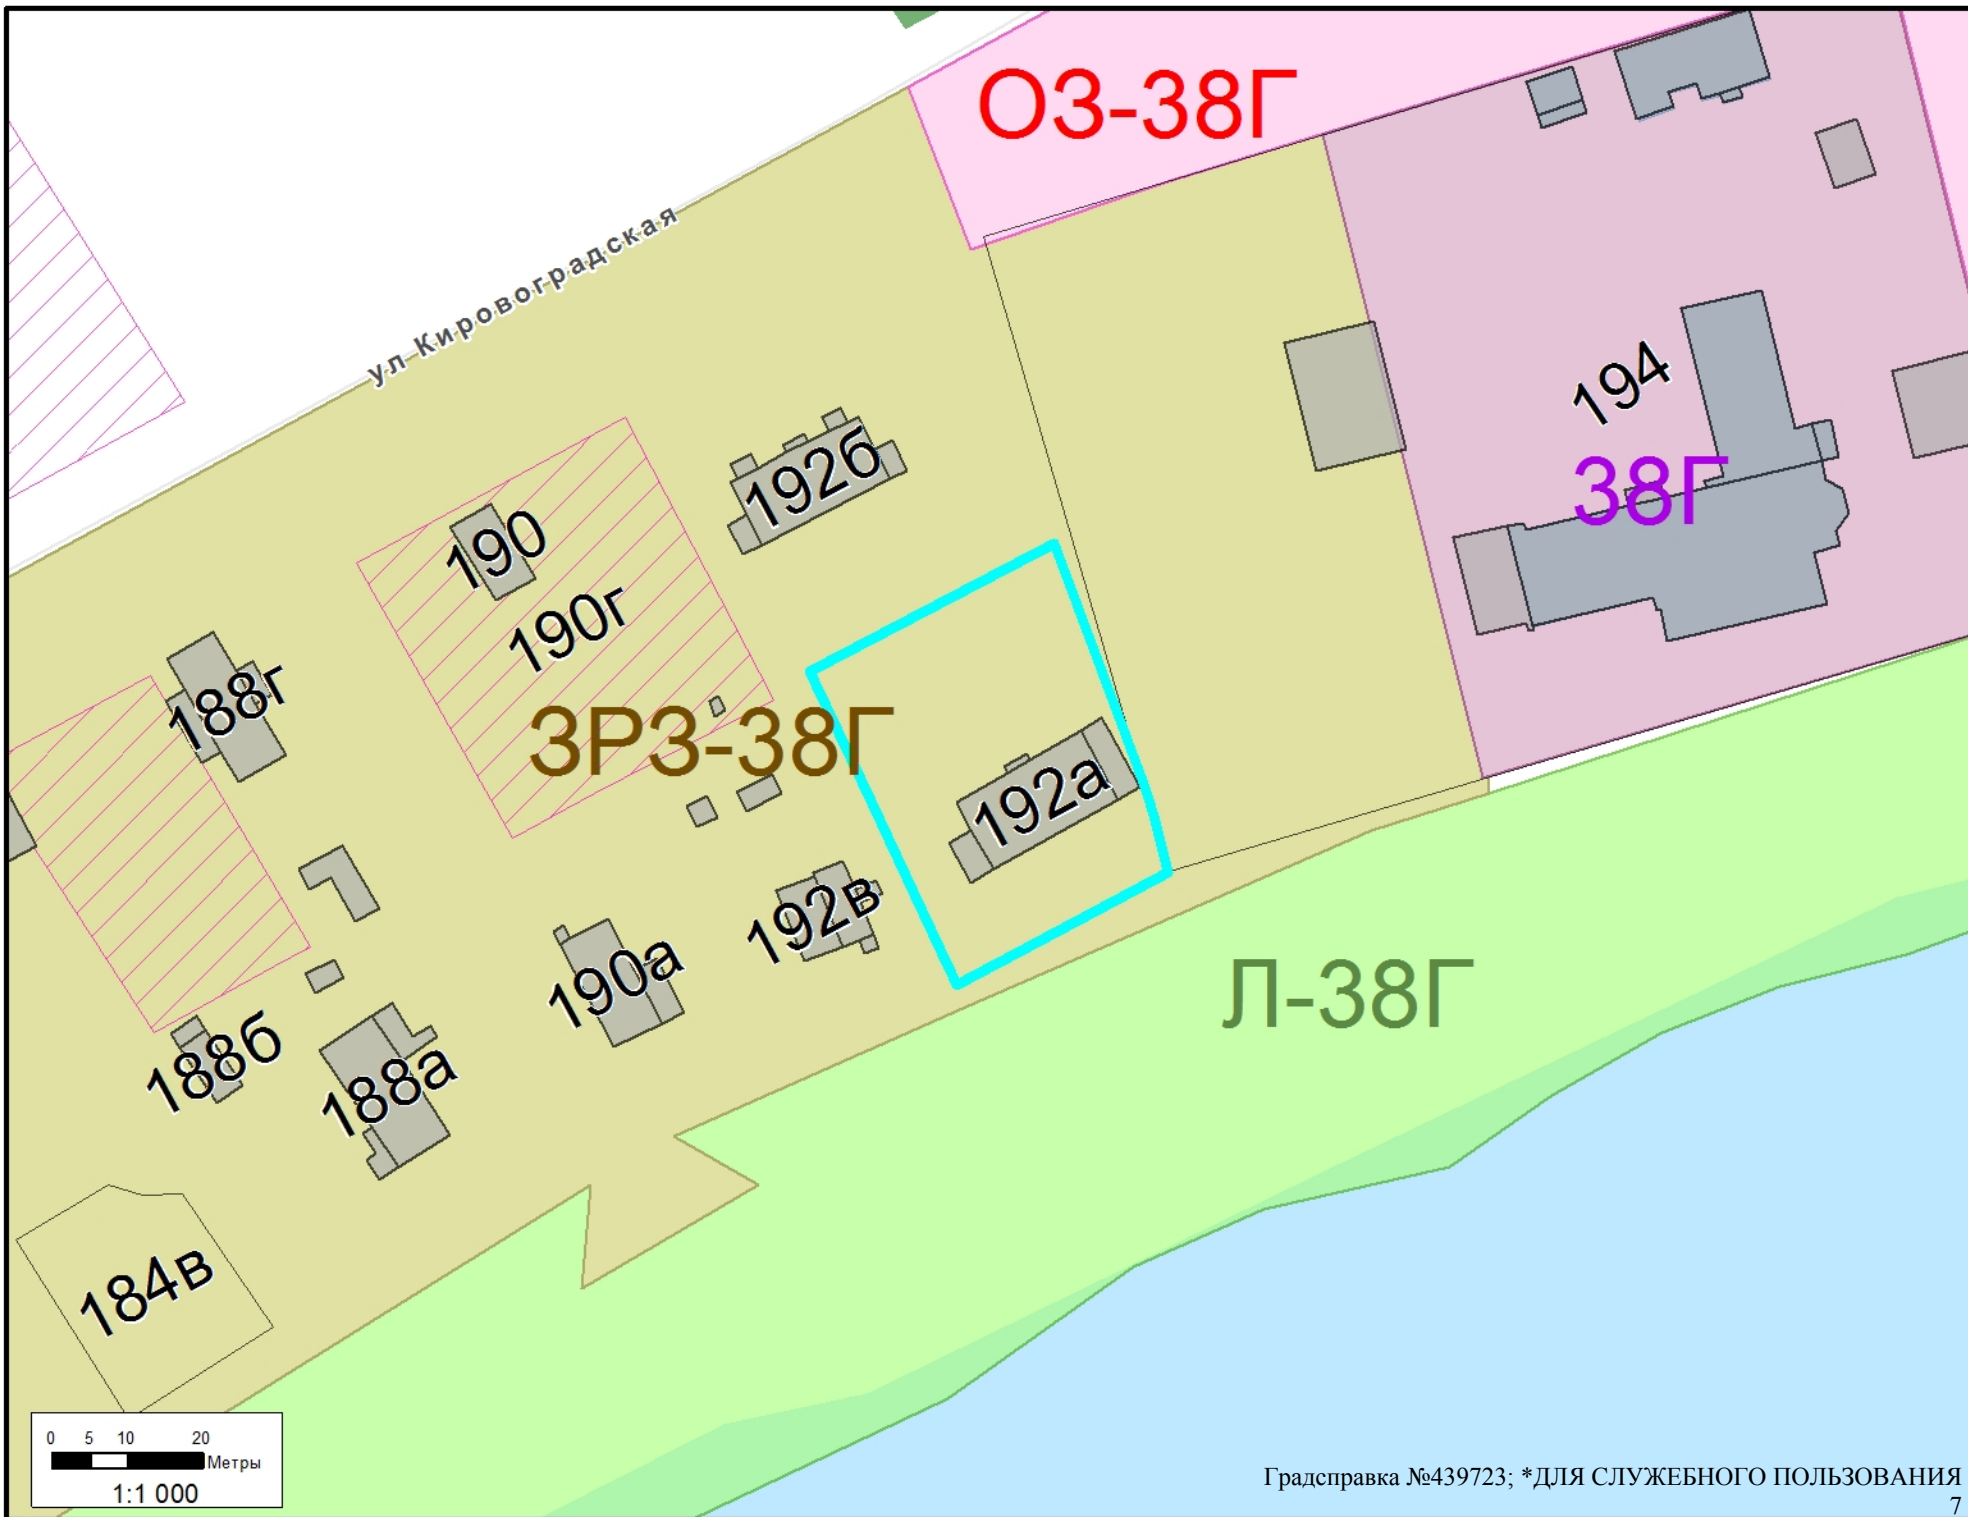 ОЗ-38Г
ул Кировоградская
194
192б
38Г
190
190г
188г
ЗРЗ-38Г
192а
192в
190а
Л-38Г
188б
188а
184в
0 5 10 20
Метры
1:1 000
Градсправка №439723; *ДЛЯ СЛУЖЕБНОГО ПОЛЬЗОВАНИЯ
7